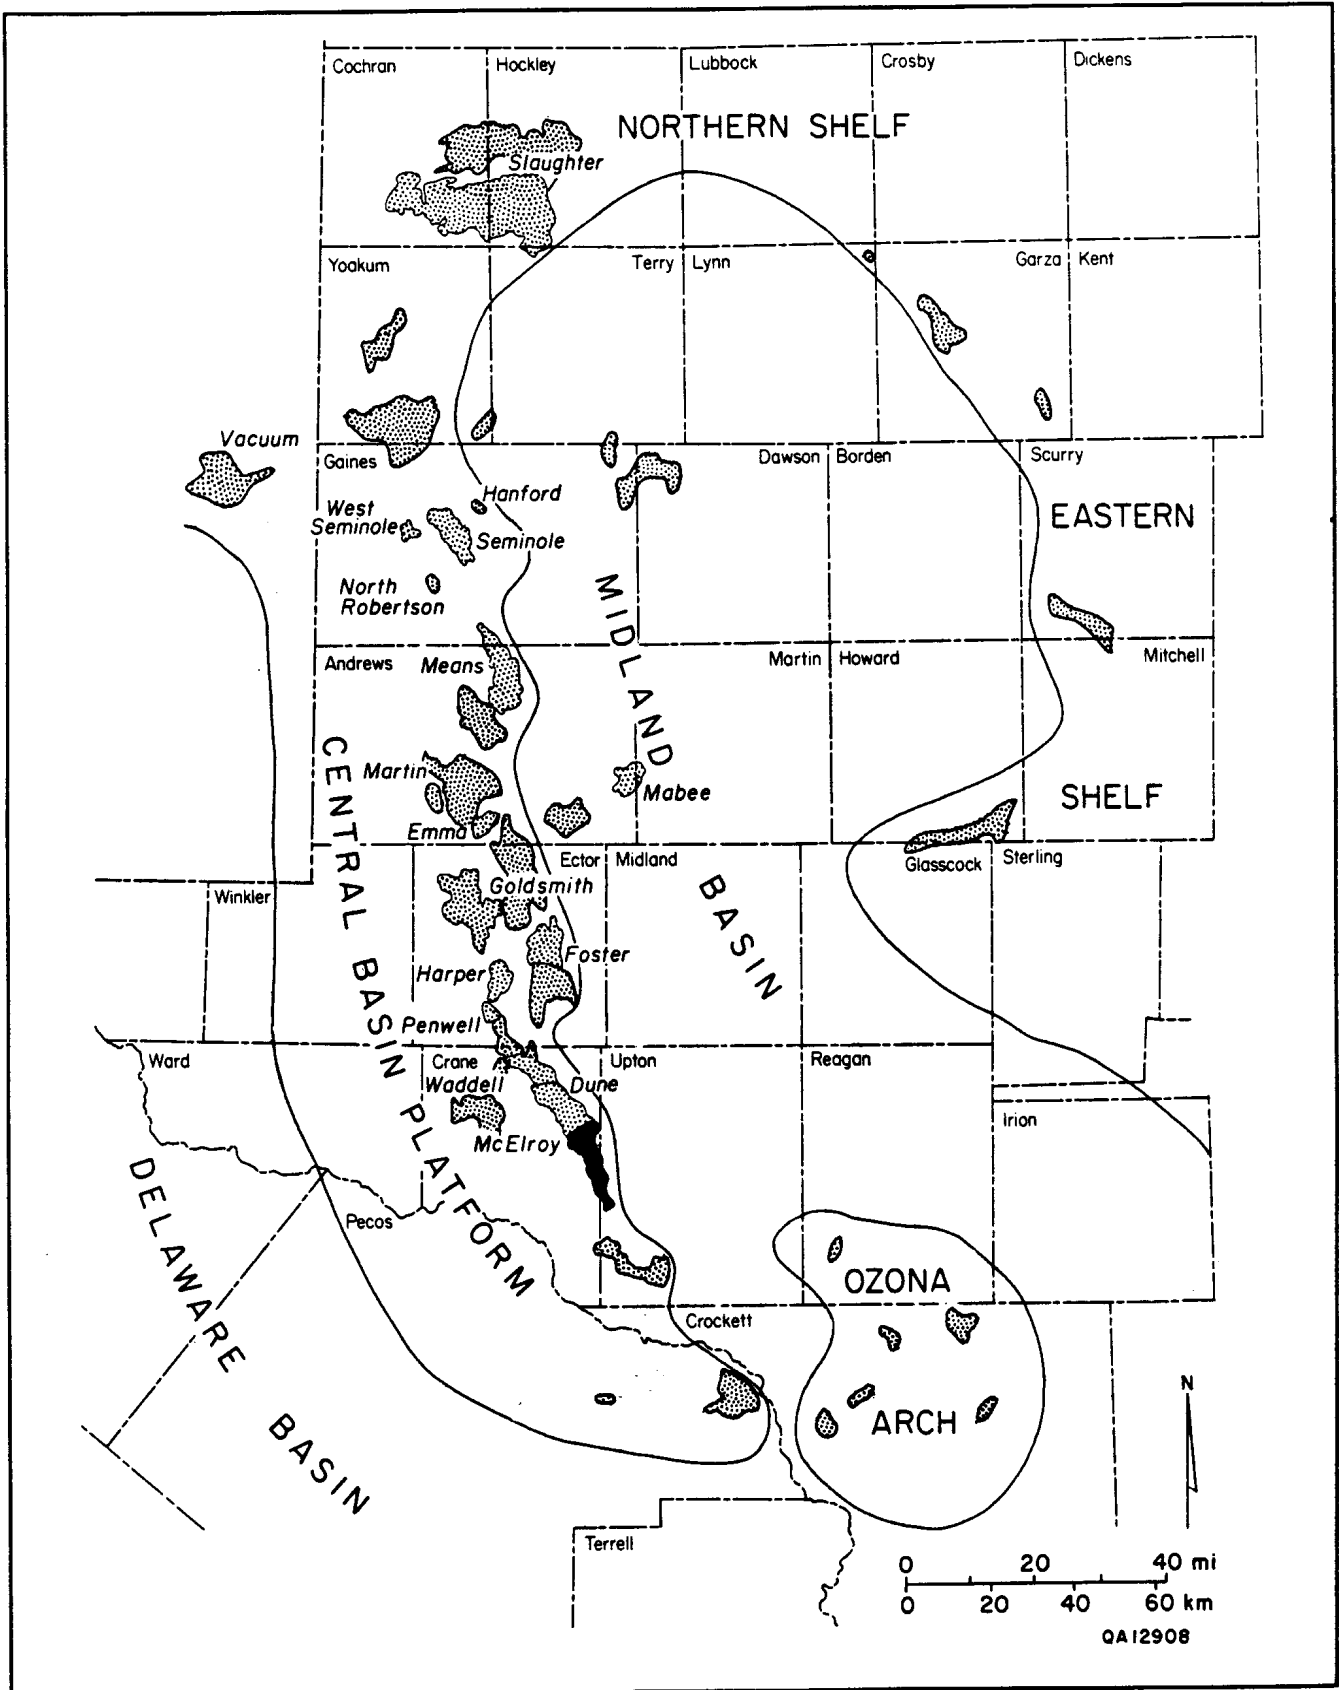 Cochran
Hockley
Lubbock
Crosby
Dickens
NORTHERN SHELF
Slaughter
Yoakum
Terry
Lynn
Garza
Kent
Vacuum
Gaines
Dawson
Borden
Scurry
Hanford
West
Seminole
Seminole
EASTERN
North
Robertson
MIDLAND
Andrews
Means
Martin
Howard
Mitchell
CENTRAL BASIN PLATFORM
Martin
Mabee
SHELF
Emma
Ector
Midland
Glasscock
Sterling
Goldsmith
BASIN
Winkler
Foster
Harper
Penwell
Ward
Crane
Upton
Reagan
Waddell
Dune
Irion
McElroy
DELAWARE
Pecos
OZONA
Crockett
ARCH
BASIN
N
Terrell
0 20 40 mi
0 20 40 60 km
QA12908